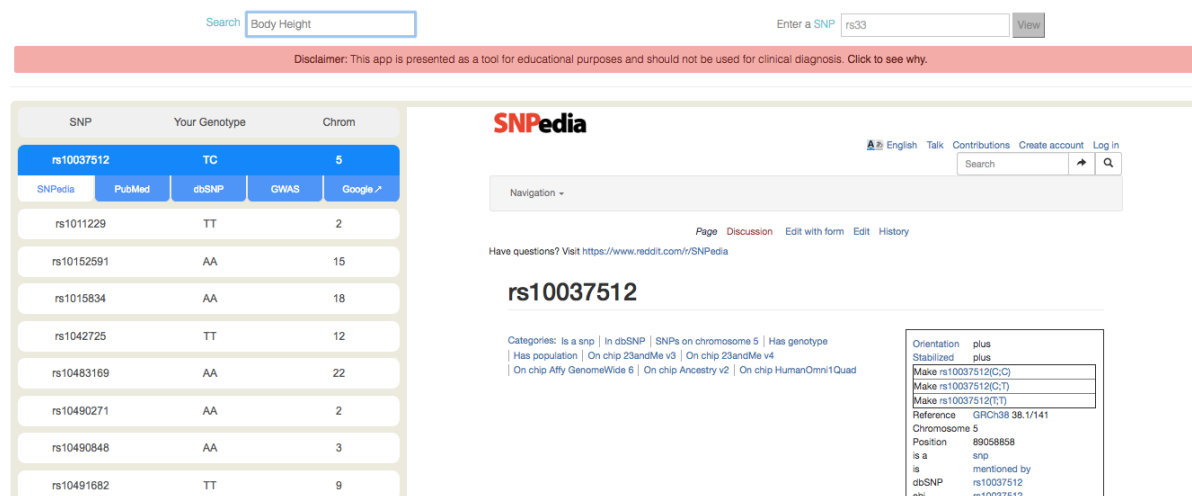 Search Body Height Enter a SNP rs33 View
Disclaimer: This app is presented as a tool for educational purposes and should not be used for clinical diagnosis. Click to see why.
SNP Your Genotype Chrom
rs10037512 TC 5
SNPedia PubMed dbSNP GWAS Google↗
rs1011229 TT 2
rs10152591 AA 15
rs1015834 AA 18
rs1042725 TT 12
rs10483169 AA 22
rs10490271 AA 2
rs10490848 AA 3
rs10491682 TT 9
SNPedia
English Talk Contributions Create account Log in
Search
Navigation
Page Discussion Edit with form Edit History
Have questions? Visit https://www.reddit.com/r/SNPedia
rs10037512
Categories: Is a snp | In dbSNP | SNPs on chromosome 5 | Has genotype
| Has population | On chip 23andMe v3 | On chip 23andMe v4
| On chip Affy GenomeWide 6 | On chip Ancestry v2 | On chip HumanOmni1Quad
Orientation plus
Stabilized plus
Make rs10037512(C;C)
Make rs10037512(C;T)
Make rs10037512(T;T)
Reference GRCh38 38.1/141
Chromosome 5
Position 89058858
is a snp
is mentioned by
dbSNP rs10037512
rs10037512